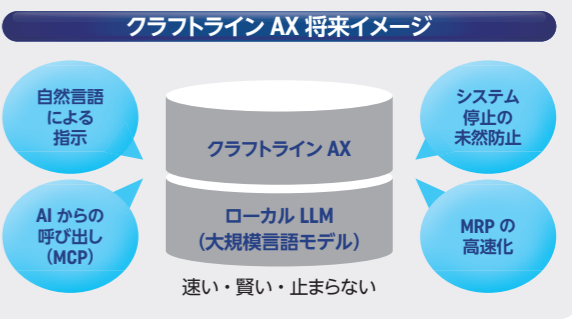 クラフトライン AX 将来イメージ
自然言語
による
指示
システム
停止の
未然防止
クラフトライン AX
AI からの
呼び出し
(MCP)
ローカル LLM
(大規模言語モデル)
MRP の
高速化
速い・賢い・止まらない